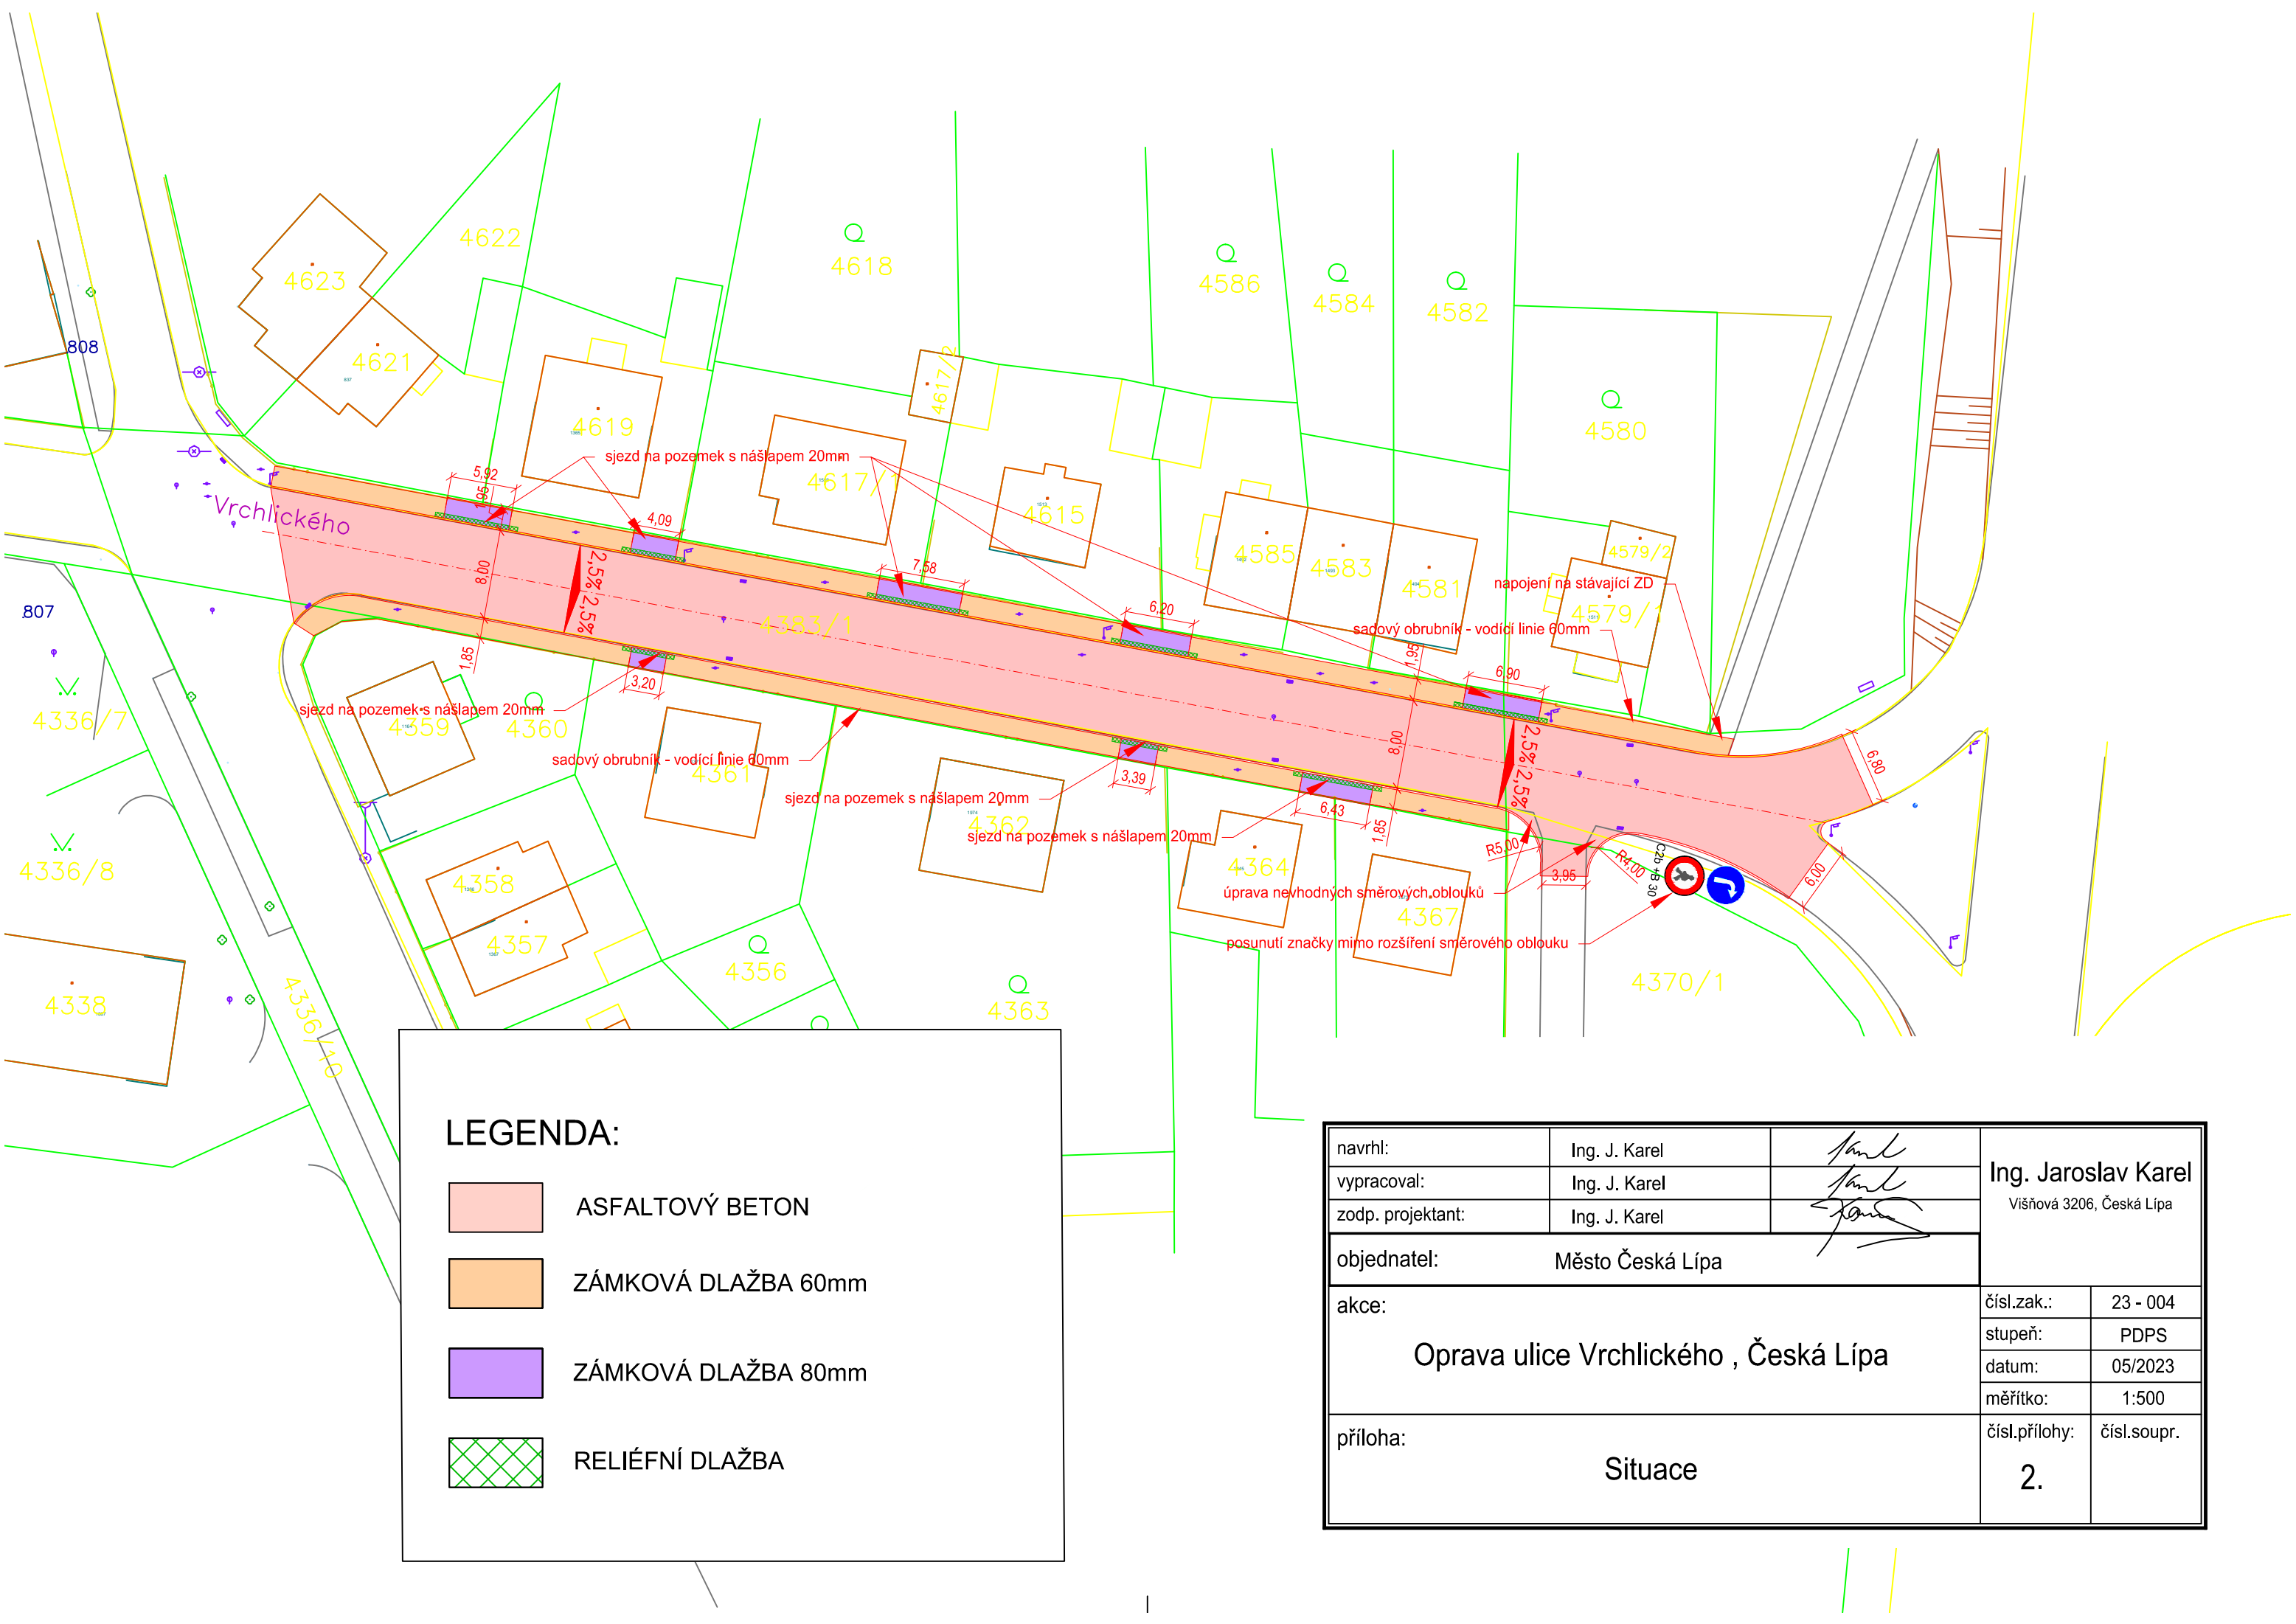 4622
4618
4586
4584
4582
4623
4621
808
4617/2
4619
4580
sjezd na pozemek s nášlapem 20mm
4617/1
5,92
1,95
Vrchlického
4,09
4615
4585
4583
4581
4579/2
napojení na stávající ZD
4579/1
8,00
2,5%
2,5%
7,58
6,20
807
4383/1
sadový obrubník - vodící linie 60mm
1,85
1,95
6,90
3,20
sjezd na pozemek s nášlapem 20mm
4336/7
4359
4360
8,00
2,5%
2,5%
6,80
sadový obrubník - vodící linie 60mm
4361
3,39
sjezd na pozemek s nášlapem 20mm
6,43
4362
1,85
sjezd na pozemek s nášlapem 20mm
R5,00
R4,00
C2b +B 30
4336/8
4364
3,95
6,00
4358
úprava nevhodných směrových oblouků
4367
4357
posunutí značky mimo rozšíření směrového oblouku
4356
4370/1
4338
4336/10
4363
LEGENDA:
ASFALTOVÝ BETON
ZÁMKOVÁ DLAŽBA 60mm
ZÁMKOVÁ DLAŽBA 80mm
RELIÉFNÍ DLAŽBA
navrhl: Ing. J. Karel
vypracoval: Ing. J. Karel
zodp. projektant: Ing. J. Karel
Ing. Jaroslav Karel
Višňová 3206, Česká Lípa
objednatel: Město Česká Lípa
akce:
Oprava ulice Vrchlického , Česká Lípa
čísl.zak.: 23 - 004
stupeň: PDPS
datum: 05/2023
měřítko: 1:500
příloha:
Situace
čísl.přílohy: čísl.soupr.
2.